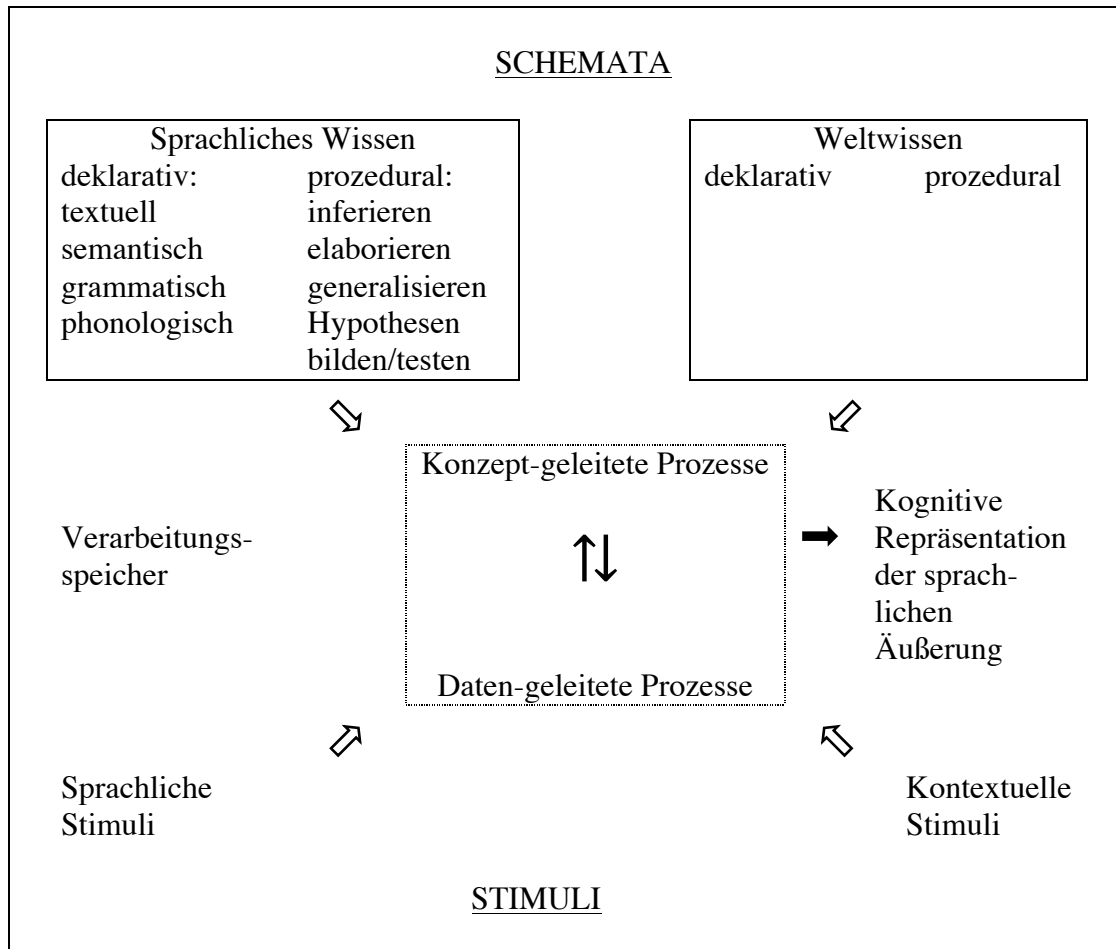 SCHEMATA
Sprachliches Wissen
deklarativ: prozedural:
textuell inferieren
semantisch elaborieren
grammatisch generalisieren
phonologisch Hypothesen
bilden/testen
Weltwissen
deklarativ prozedural
Konzept-geleitete Prozesse
Verarbeitungs-
speicher
Kognitive
Repräsentation
der sprach-
lichen
Äußerung
Daten-geleitete Prozesse
Sprachliche
Stimuli
Kontextuelle
Stimuli
STIMULI